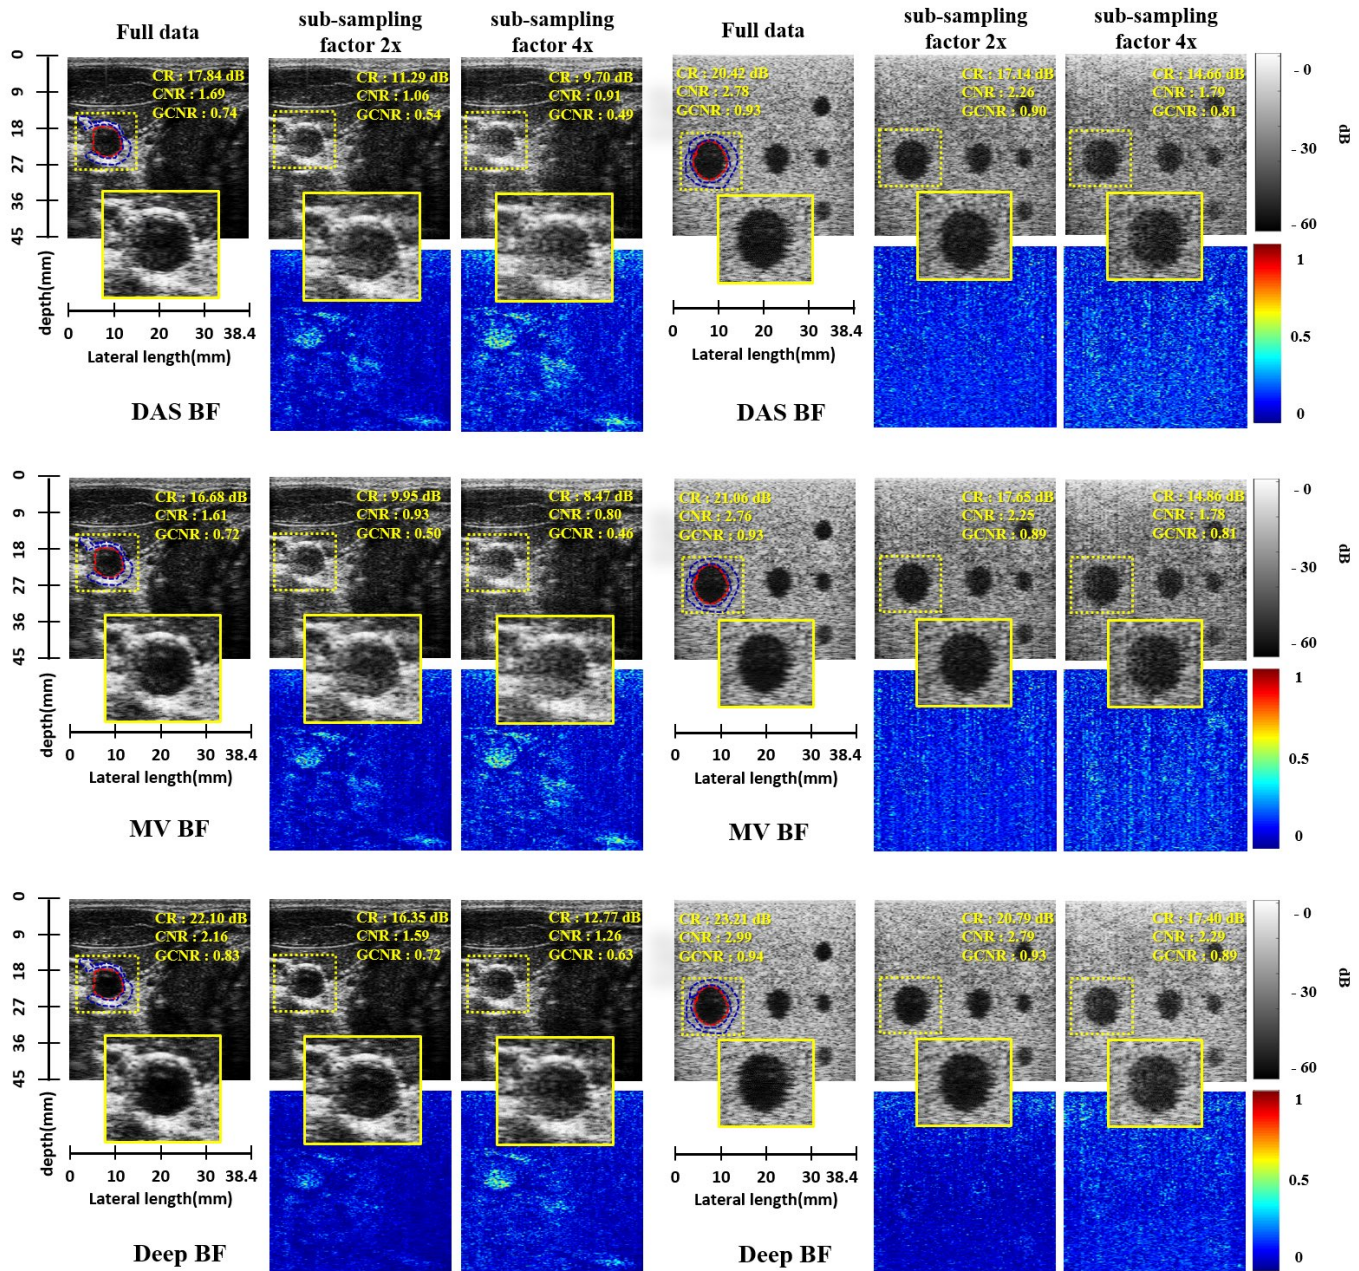 Full data
sub-sampling
factor 2x
sub-sampling
factor 4x
Full data
sub-sampling
factor 2x
sub-sampling
factor 4x
0
9
18
27
36
45
depth(mm)
CR : 17.84 dB
CNR : 1.69
GCNR : 0.74
CR : 11.29 dB
CNR : 1.06
GCNR : 0.54
CR : 9.70 dB
CNR : 0.91
GCNR : 0.49
CR : 20.42 dB
CNR : 2.78
GCNR : 0.93
CR : 17.14 dB
CNR : 2.26
GCNR : 0.90
CR : 14.66 dB
CNR : 1.79
GCNR : 0.81
- 0
- 30
- 60
dB
1
0.5
0
0 10 20 30 38.4
Lateral length(mm)
DAS BF
0 10 20 30 38.4
Lateral length(mm)
DAS BF
0
9
18
27
36
45
depth(mm)
CR : 16.68 dB
CNR : 1.61
GCNR : 0.72
CR : 9.95 dB
CNR : 0.93
GCNR : 0.50
CR : 8.47 dB
CNR : 0.80
GCNR : 0.46
CR : 21.06 dB
CNR : 2.76
GCNR : 0.93
CR : 17.65 dB
CNR : 2.25
GCNR : 0.89
CR : 14.86 dB
CNR : 1.78
GCNR : 0.81
- 0
- 30
- 60
dB
1
0.5
0
0 10 20 30 38.4
Lateral length(mm)
MV BF
0 10 20 30 38.4
Lateral length(mm)
MV BF
0
9
18
27
36
45
depth(mm)
CR : 22.10 dB
CNR : 2.16
GCNR : 0.83
CR : 16.35 dB
CNR : 1.59
GCNR : 0.72
CR : 12.77 dB
CNR : 1.26
GCNR : 0.63
CR : 23.21 dB
CNR : 2.99
GCNR : 0.94
CR : 20.79 dB
CNR : 2.79
GCNR : 0.93
CR : 17.40 dB
CNR : 2.29
GCNR : 0.89
- 0
- 30
- 60
dB
1
0.5
0
0 10 20 30 38.4
Lateral length(mm)
Deep BF
0 10 20 30 38.4
Lateral length(mm)
Deep BF